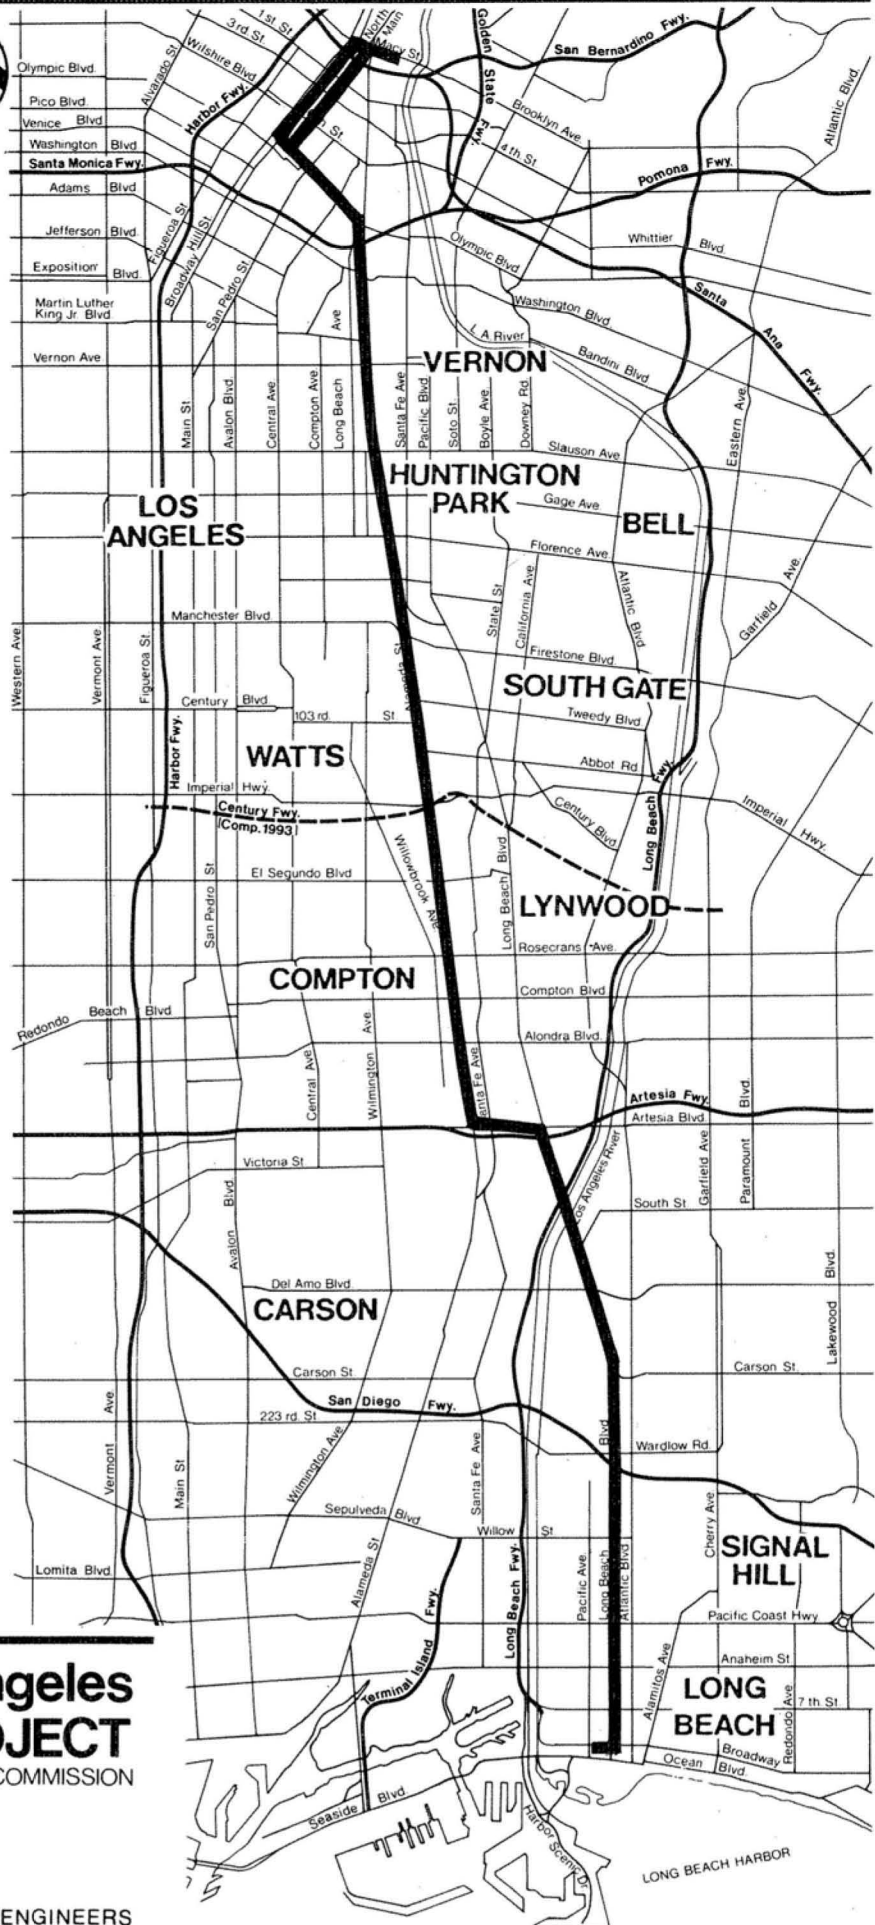 North
Main
Macy St.
1st St.
3rd St.
Wilshire Blvd
Alvarado St.
Olympic Blvd.
Pico Blvd.
Venice Blvd
Washington Blvd
Santa Monica Fwy.
Adams Blvd
Jefferson Blvd.
Exposition Blvd.
Martin Luther
King Jr. Blvd.
Vernon Ave
Harbor Fwy.
Figueroa St
Broadway
Hill St
San Pedro St
Golden State Fwy.
San Bernardino Fwy.
Brooklyn Ave.
4th St.
Atlantic Blvd.
Pomona Fwy.
Whittier Blvd.
Olympic Blvd.
Santa Ana Fwy.
Washington Blvd
L.A. River
Bandini Blvd
VERNON
Main St
Avalon Blvd.
Central Ave.
Compton Ave.
Long Beach Ave
Santa Fe Ave
Pacific Blvd.
Soto St.
Boyle Ave.
Downey Rd.
Eastern Ave.
Slauson Ave
HUNTINGTON
PARK
Gage Ave.
BELL
LOS
ANGELES
Florence Ave.
State St
California Ave.
Atlantic Blvd
Garfield Ave.
Manchester Blvd.
Firestone Blvd.
Western Ave
Vermont Ave
Figueroa St.
Alameda St.
SOUTH GATE
Century Blvd
103 rd. St.
Tweedy Blvd.
Harbor Fwy.
WATTS
Abbot Rd
Imperial Hwy.
Century Fwy.
(Comp. 1993)
Century Blvd.
Long Beach Fwy.
Imperial Hwy.
Willowbrook Ave
El Segundo Blvd
San Pedro St
Long Beach Blvd
LYNWOOD
Rosecrans Ave.
COMPTON
Compton Blvd
Redondo Beach Blvd
Alondra Blvd.
Central Ave
Wilmington Ave.
Santa Fe Ave
Artesia Fwy.
Artesia Blvd.
Garfield Ave
Paramount Blvd.
Victoria St
Los Angeles River
South St
Avalon Blvd.
Del Amo Blvd.
CARSON
Lakewood Blvd.
Carson St.
Carson St.
San Diego Fwy.
223 rd. St.
Blvd
Wardlow Rd.
Vermont Ave.
Main St
Wilmington Ave
Santa Fe Ave
Sepulveda Blvd
Willow St.
Cherry Ave
SIGNAL
HILL
Lomita Blvd.
Alameda St
Long Beach Fwy.
Pacific Ave.
Long Beach
Atlantic Blvd
Pacific Coast Hwy
Terminal Island Fwy.
Anaheim St
Alamitos Ave
LONG
BEACH
Redondo Ave
7 th St.
Broadway
Ocean Blvd.
Seaside Blvd.
Harbor Scenic Dr
LONG BEACH HARBOR
ngeles
OJECT
COMMISSION
ENGINEERS